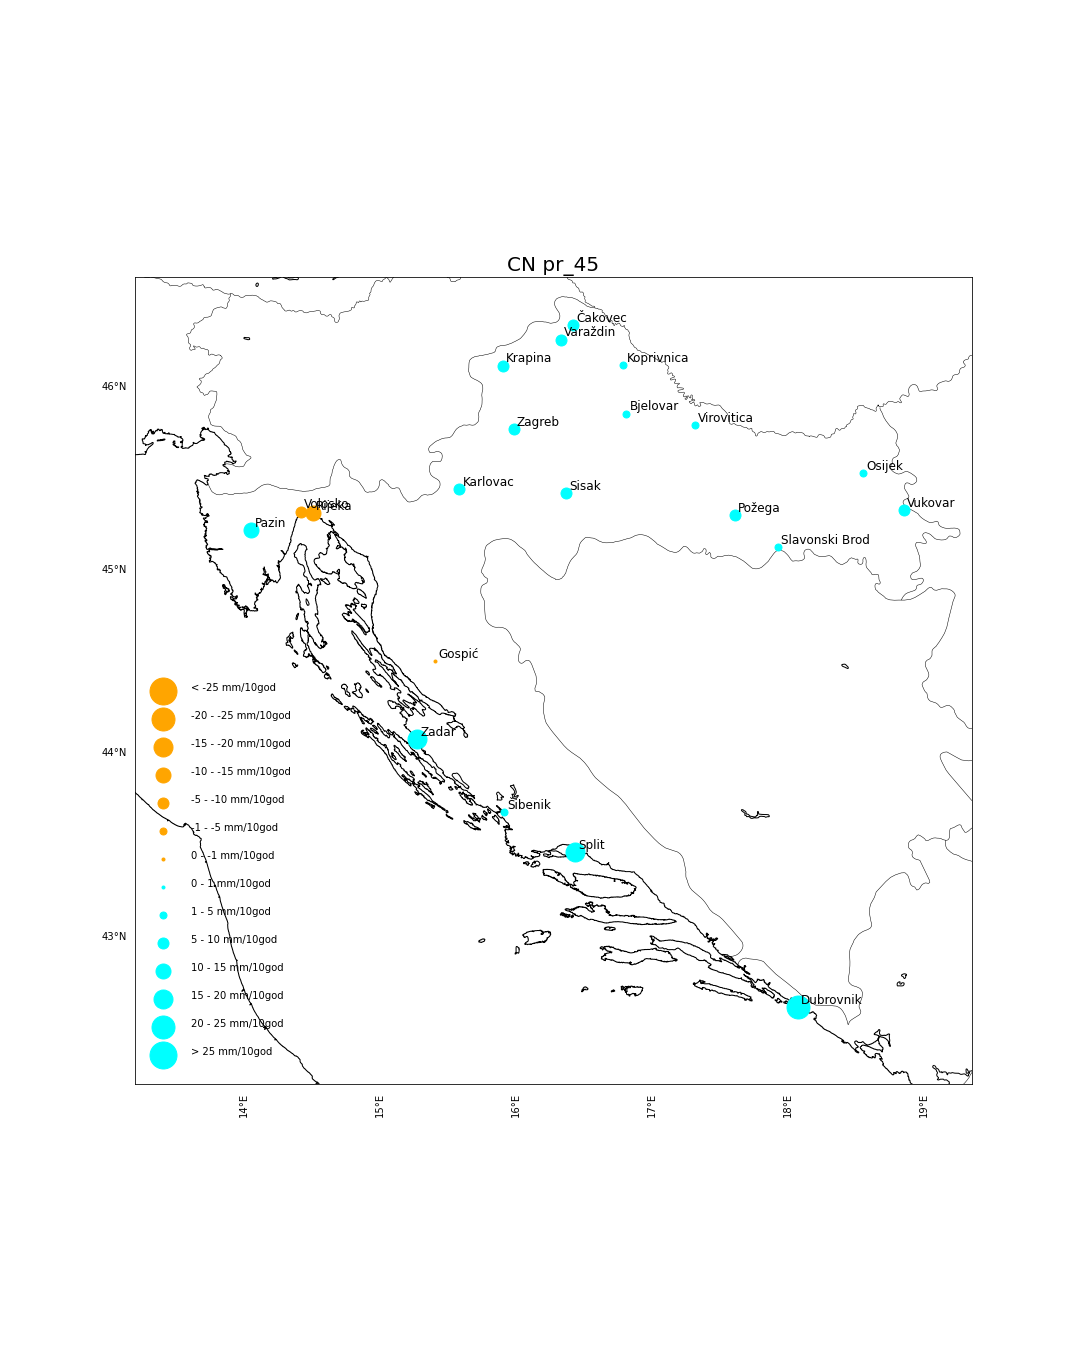 CN pr_45
Čakovec
Varaždin
Krapina
Koprivnica
46°N
Bjelovar
Virovitica
Zagreb
Osijek
Karlovac
Sisak
Volosko
Rijeka
Vukovar
Požega
Pazin
Slavonski Brod
45°N
Gospić
< -25 mm/10god
-20 - -25 mm/10god
Zadar
-15 - -20 mm/10god
44°N
-10 - -15 mm/10god
-5 - -10 mm/10god
Šibenik
-1 - -5 mm/10god
Split
0 - -1 mm/10god
0 - 1 mm/10god
1 - 5 mm/10god
43°N
5 - 10 mm/10god
10 - 15 mm/10god
15 - 20 mm/10god
Dubrovnik
20 - 25 mm/10god
> 25 mm/10god
14°E
15°E
16°E
17°E
18°E
19°E